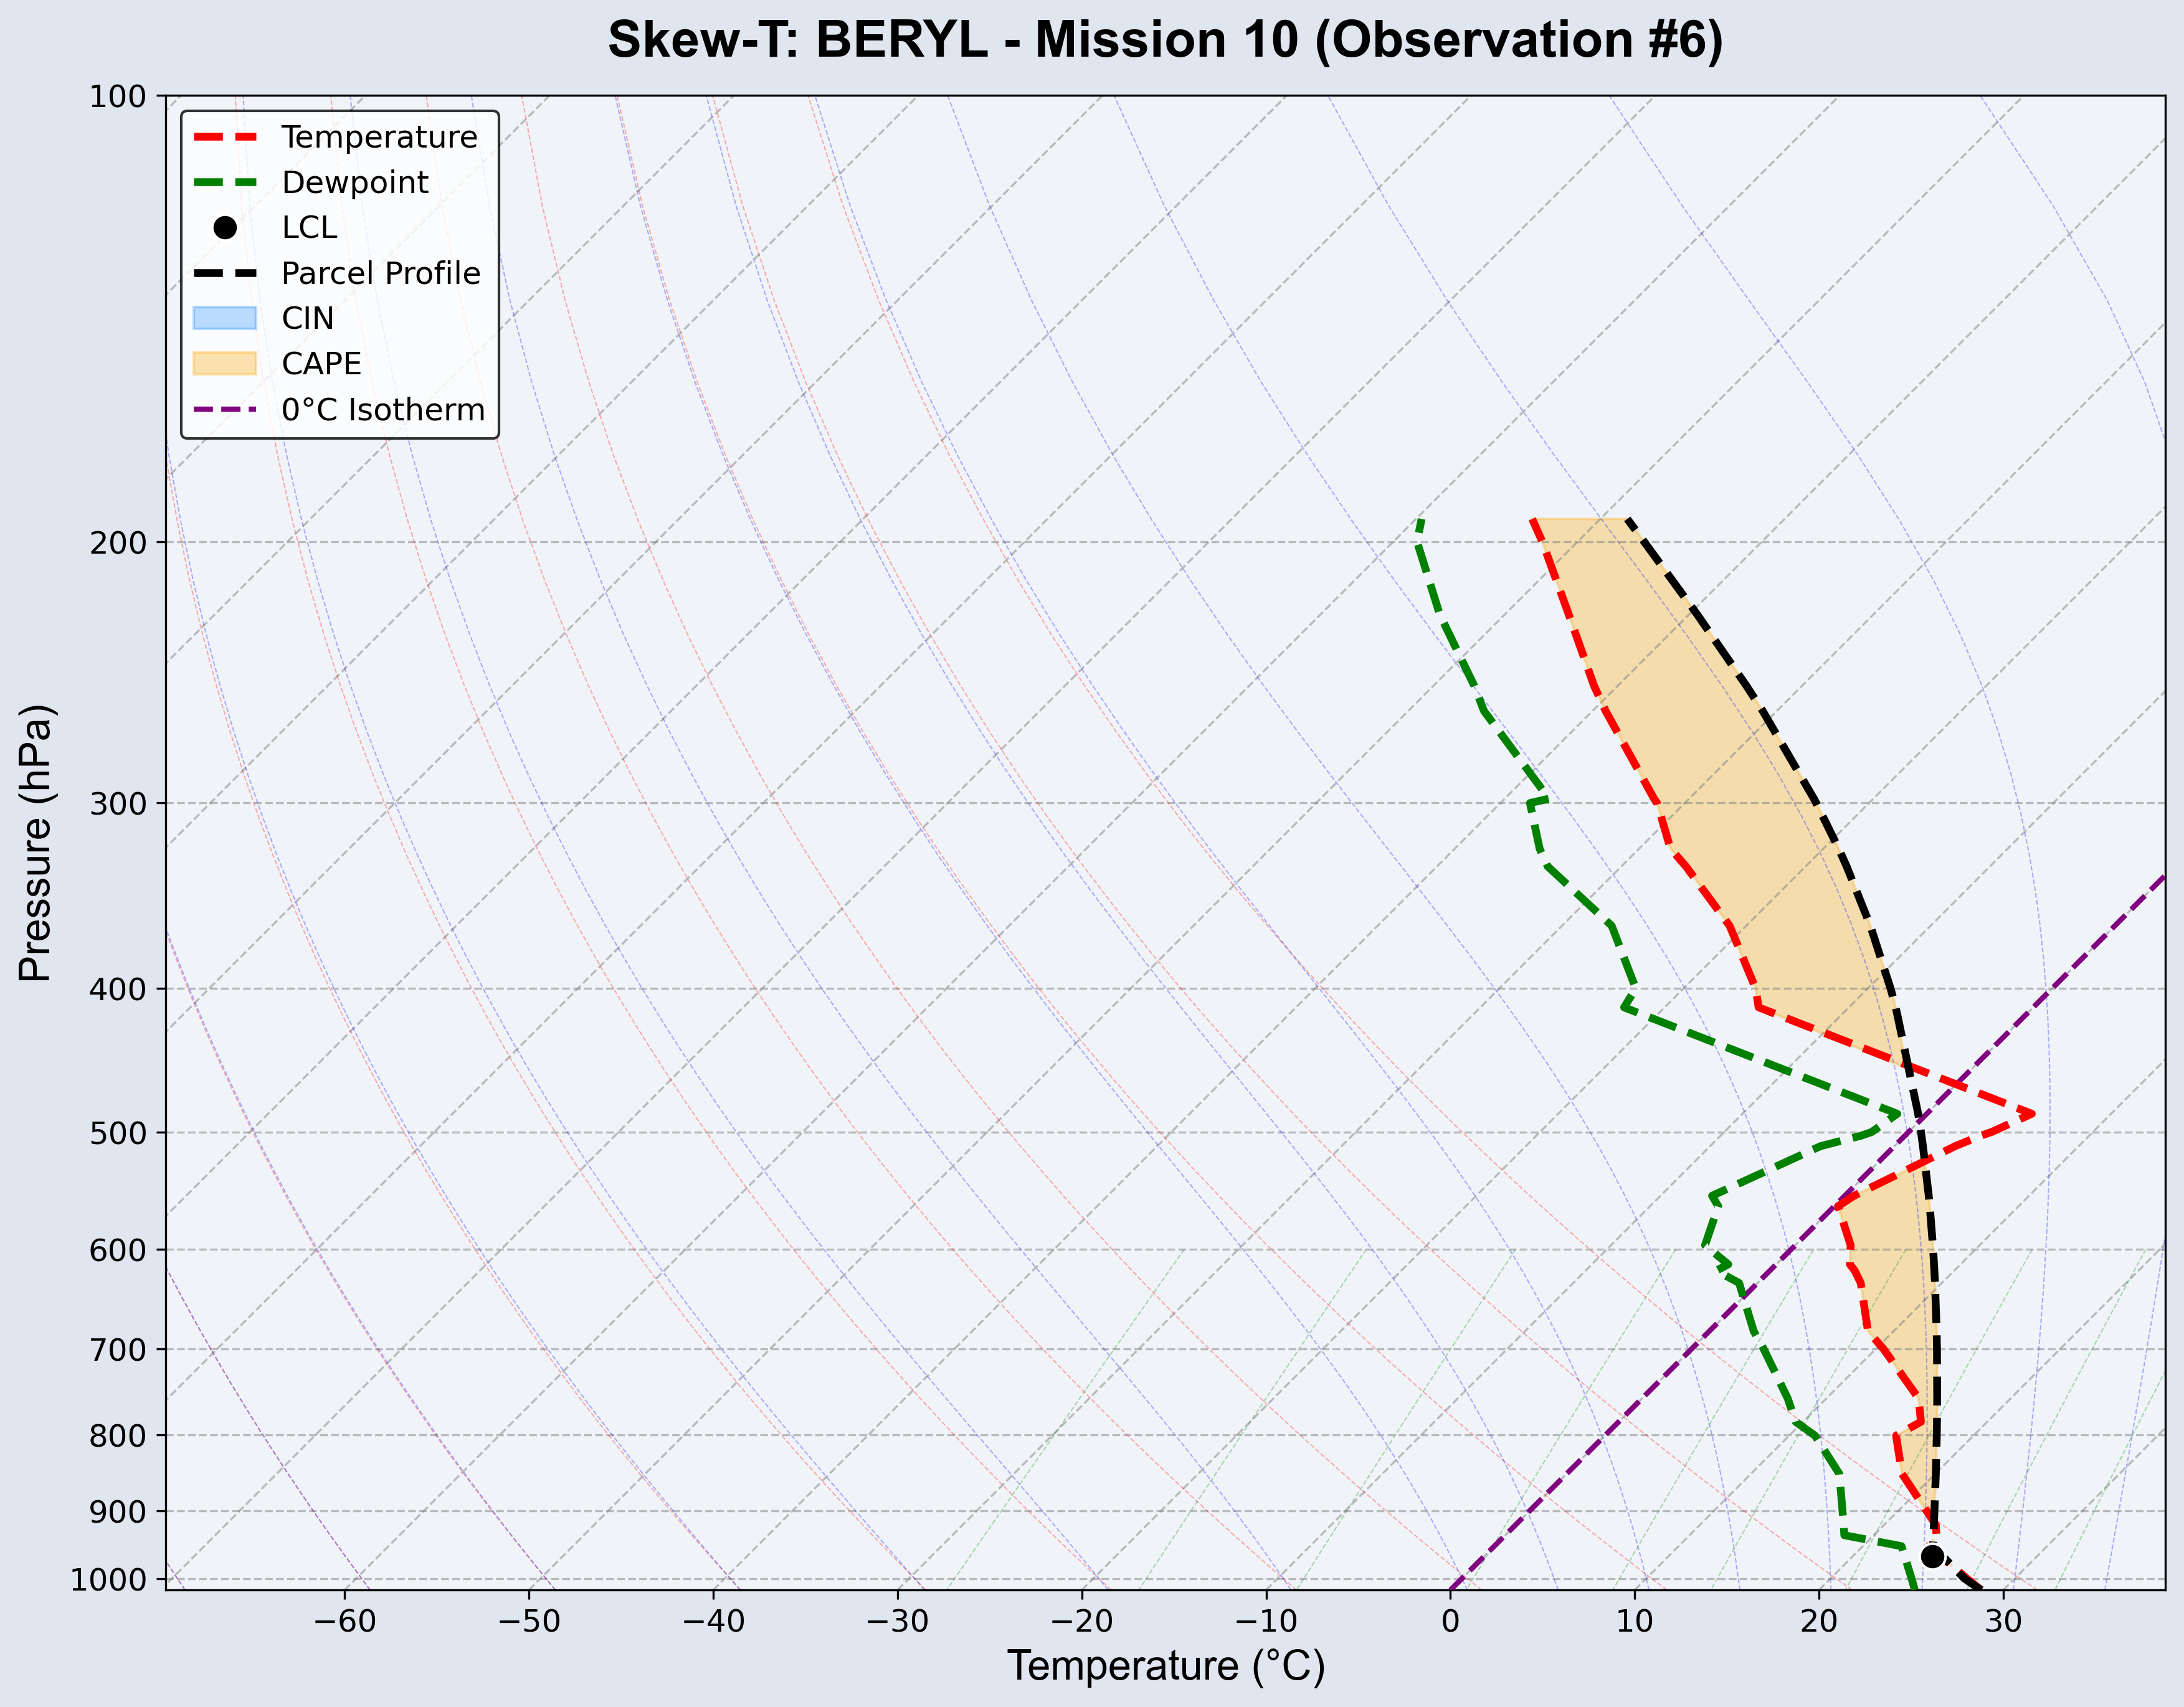 Skew-T: BERYL - Mission 10 (Observation #6)
Temperature
Dewpoint
LCL
Parcel Profile
CIN
CAPE
0°C Isotherm
Pressure (hPa)
100
200
300
400
500
600
700
800
900
1000
−60 −50 −40 −30 −20 −10 0 10 20 30
Temperature (°C)